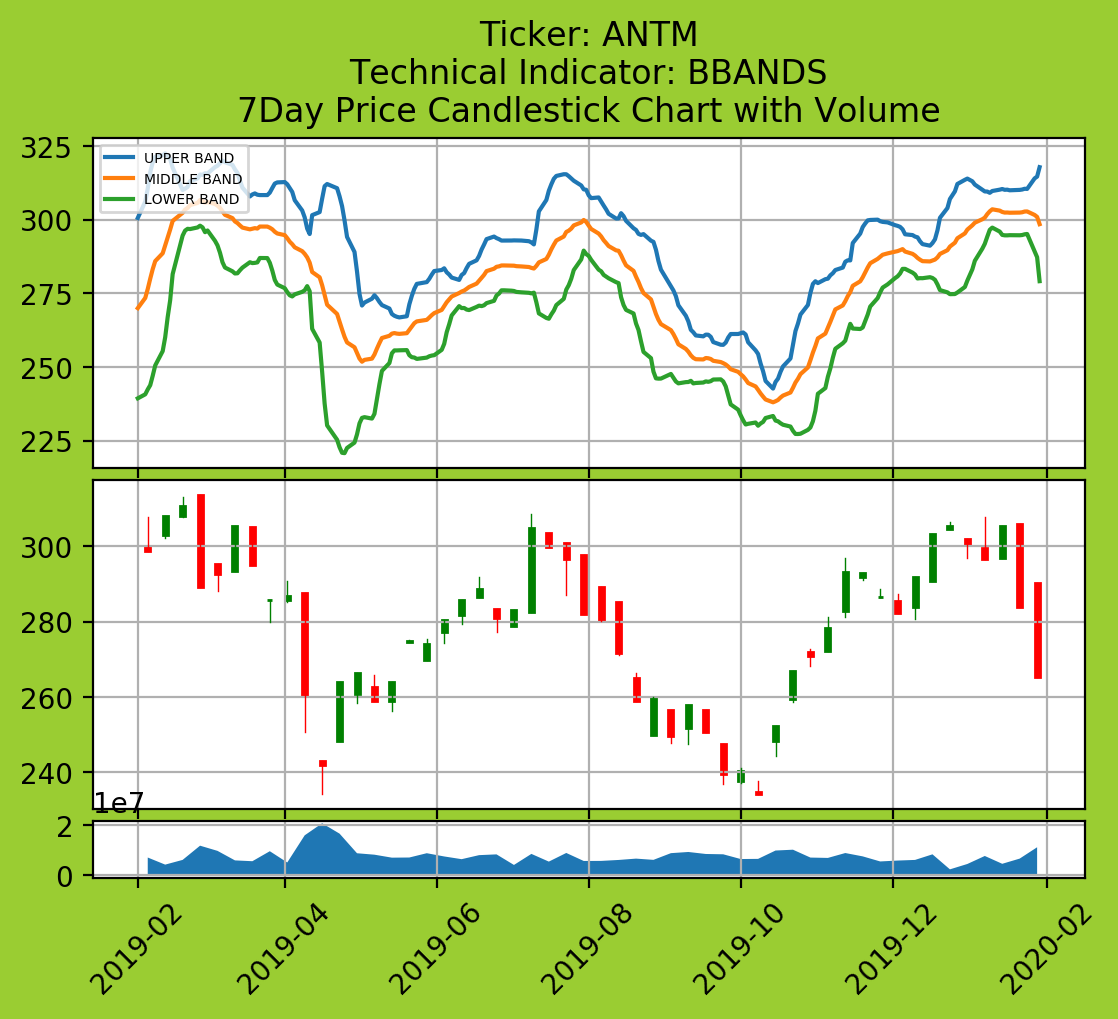 Ticker: ANTM
Technical Indicator: BBANDS
7Day Price Candlestick Chart with Volume
325
300
275
250
225
UPPER BAND
MIDDLE BAND
LOWER BAND
300
280
260
240
1e7
2
0
2019-02
2019-04
2019-06
2019-08
2019-10
2019-12
2020-02